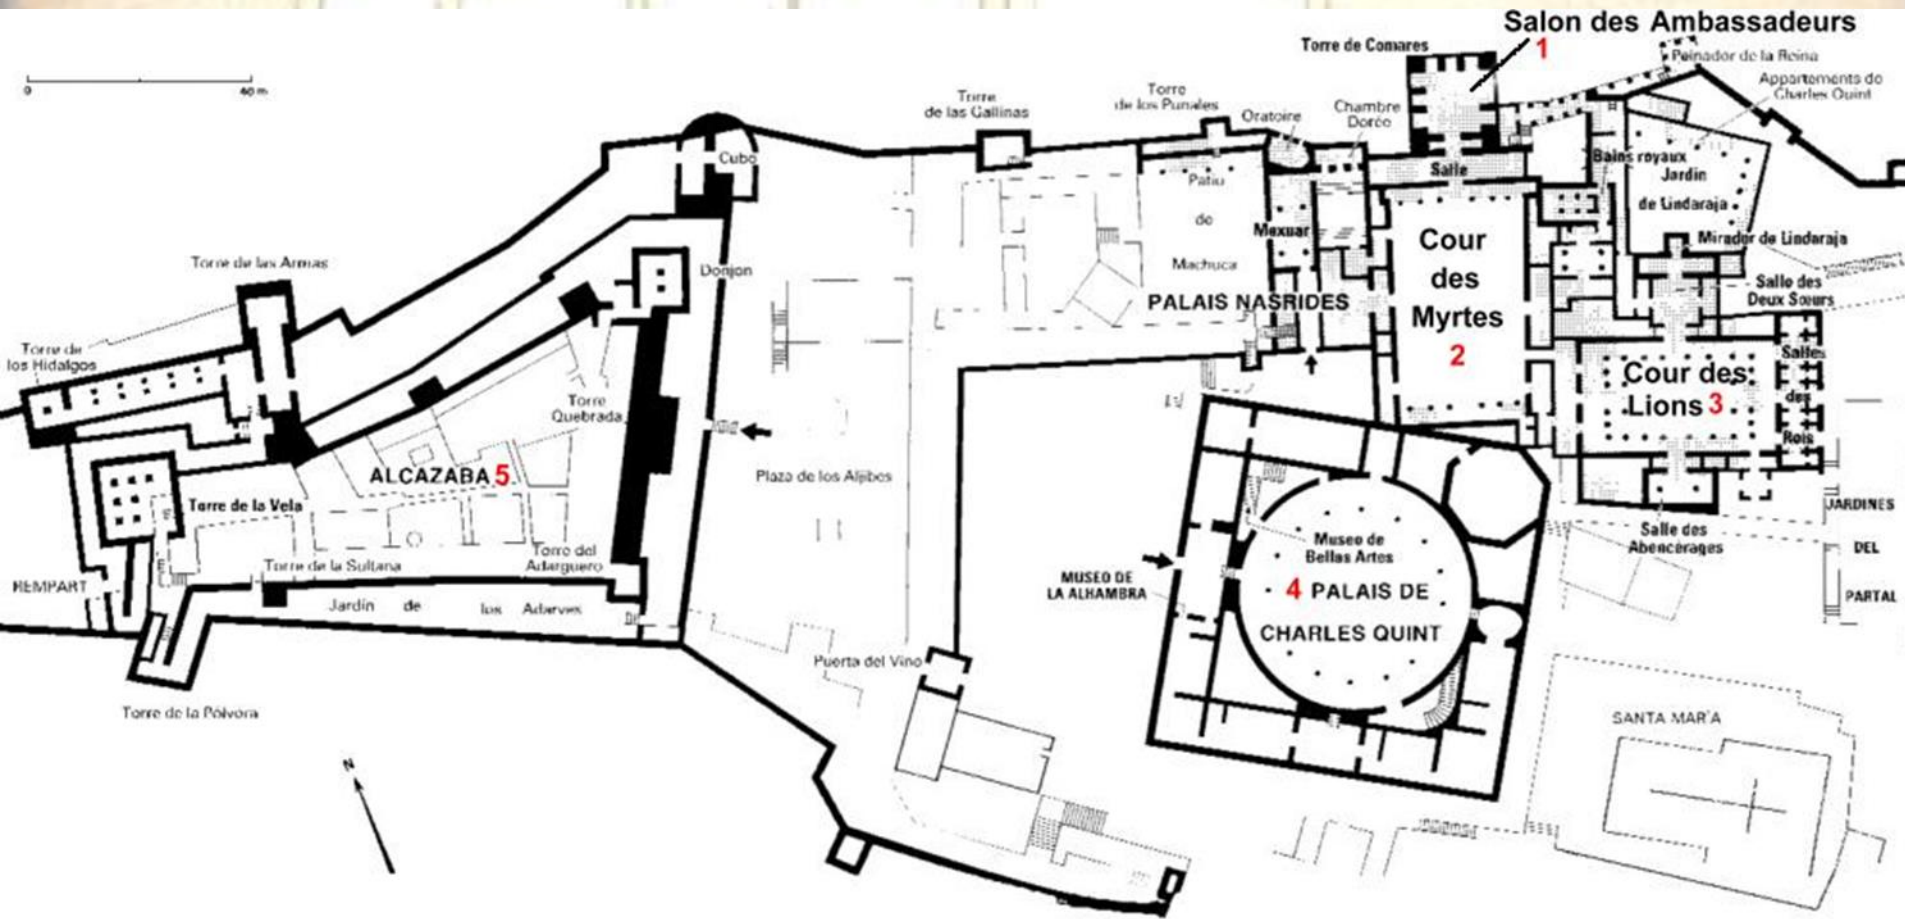 Salon des Ambassadeurs
1
Torre de Comares
Peinador de la Reina
Appartements de
Charles Quint
0
40 m
Torre
de las Gallinas
Torre
de los Punales
Oratoire
Chambre
Dorée
Cubo
Salle
Bains royaux
Jardin
de Lindaraja
Patio
de
Machuca
Mexuar
Cour
des
Myrtes
2
Mirador de Lindaraja
Salle des
Deux Sœurs
Torre de las Armas
Donjon
PALAIS NASRIDES
Torre de
los Hidalgos
Salles
des
Rois
Cour des
Lions 3
Torre
Quebrada
ALCAZABA 5
Plaza de los Aljibes
Torre de la Vela
JARDINES
DEL
PARTAL
Salle des
Abencérages
Museo de
Bellas Artes
Torre de la Sultana
Torre del
Adarguero
REMPART
MUSEO DE
LA ALHAMBRA
4 PALAIS DE
CHARLES QUINT
Jardín de los Adarves
Puerta del Vino
Torre de la Pólvora
SANTA MARÍA
N